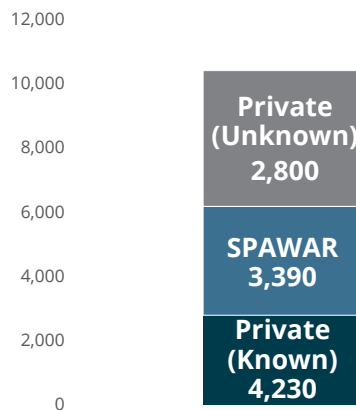 12,000
10,000
8,000
6,000
4,000
2,000
0
Private
(Unknown)
2,800
SPAWAR
3,390
Private
(Known)
4,230